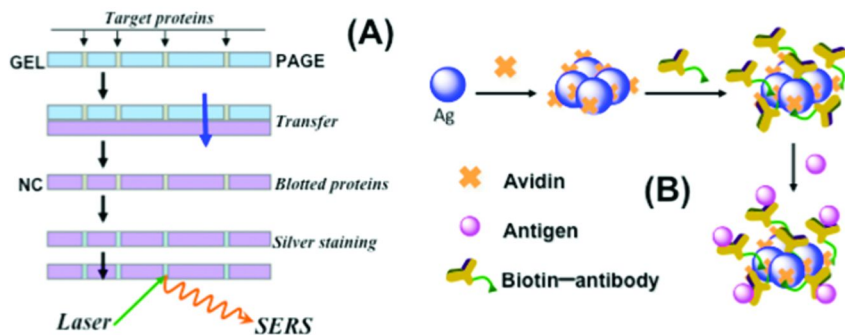 Target proteins
(A)
GEL
PAGE
Transfer
NC
Blotted proteins
Silver staining
Laser
SERS
Ag
Avidin
(B)
Antigen
Biotin—antibody